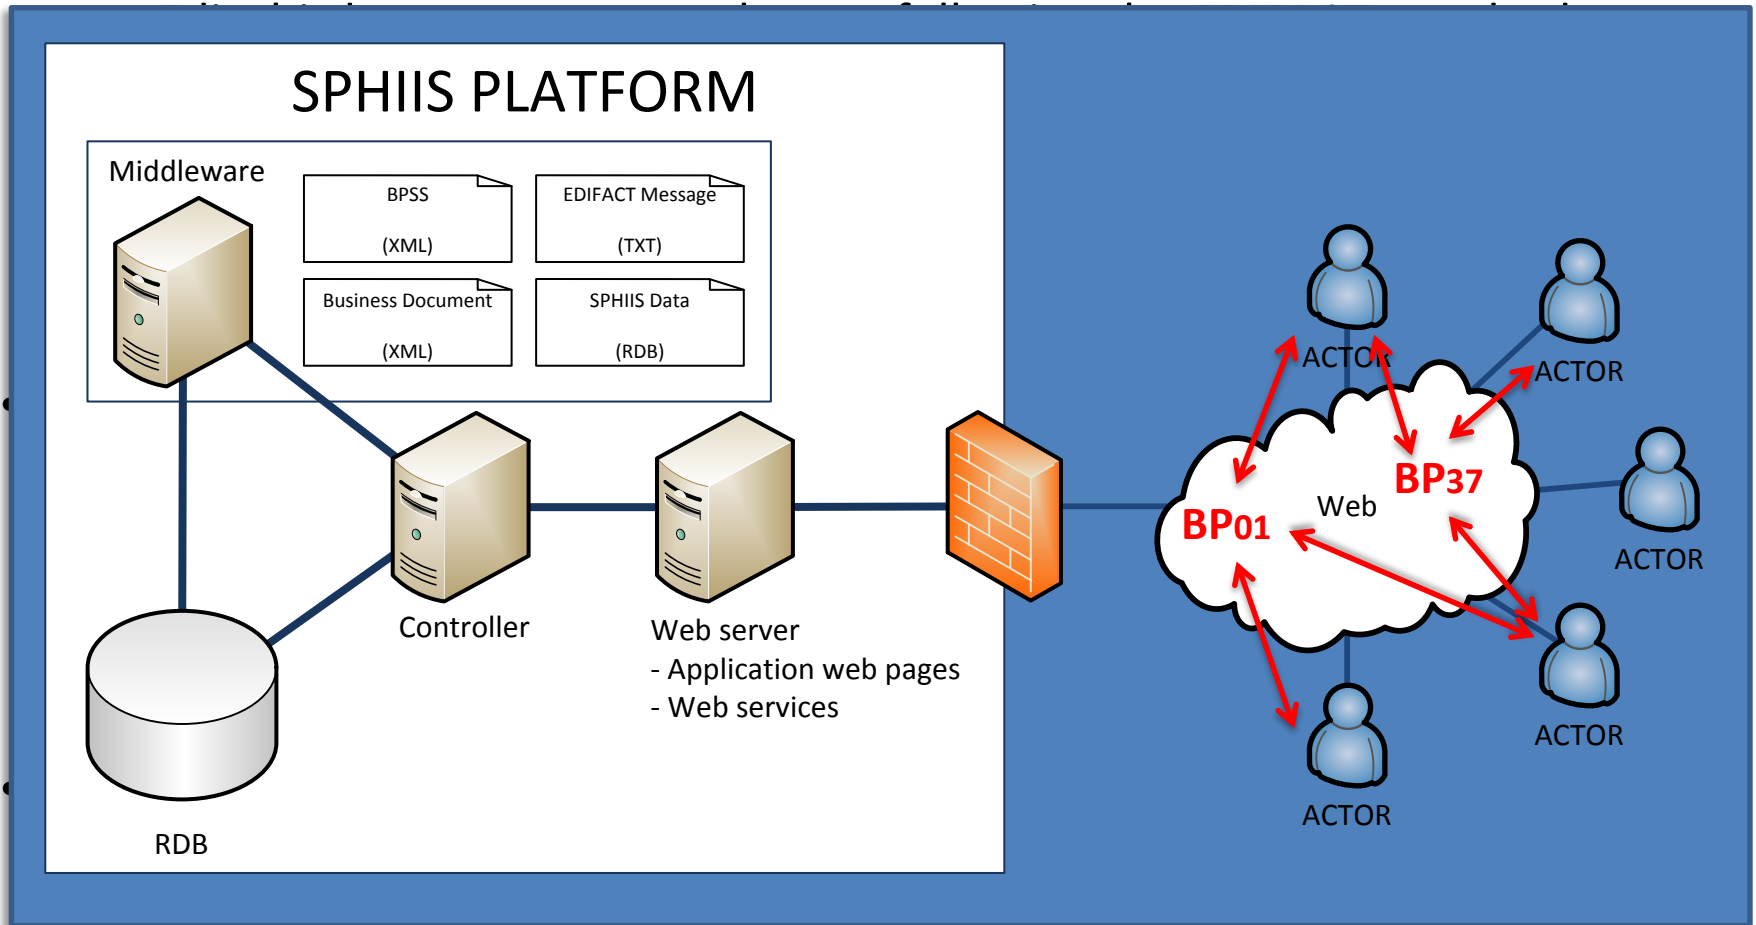 SPHIIS PLATFORM
Middleware
BPSS
(XML)
EDIFACT Message
(TXT)
Business Document
(XML)
SPHIIS Data
(RDB)
Controller
Web server
- Application web pages
- Web services
RDB
ACTOR
ACTOR
ACTOR
ACTOR
ACTOR
Web
BP37
BP01